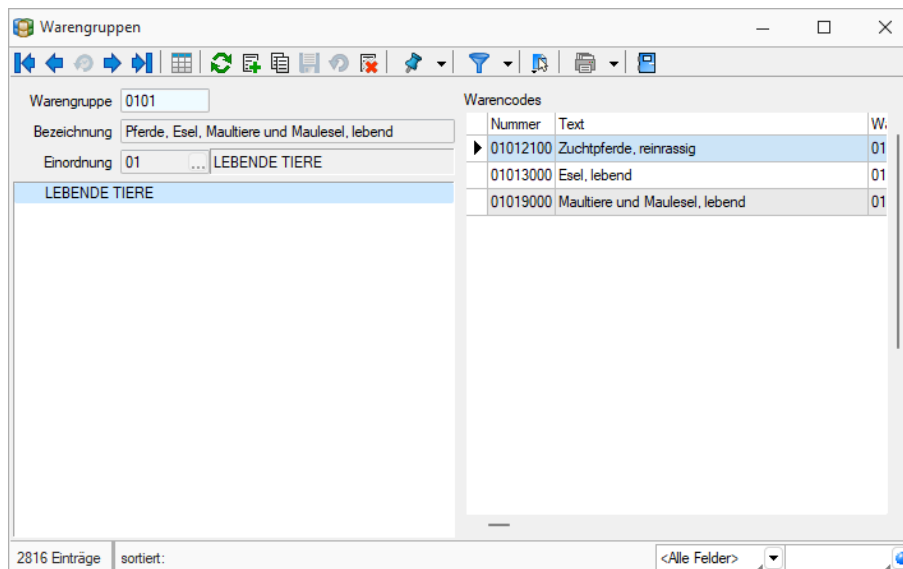 Warengruppen
Warengruppe 0101
Bezeichnung Pferde, Esel, Maultiere und Maulesel, lebend
Einordnung 01 ... LEBENDE TIERE
LEBENDE TIERE
Warencodes
Nummer Text
01012100 Zuchtpferde, reinrassig 01
01013000 Esel, lebend 01
01019000 Maultiere und Maulesel, lebend 01
2816 Einträge sortiert: <Alle Felder>